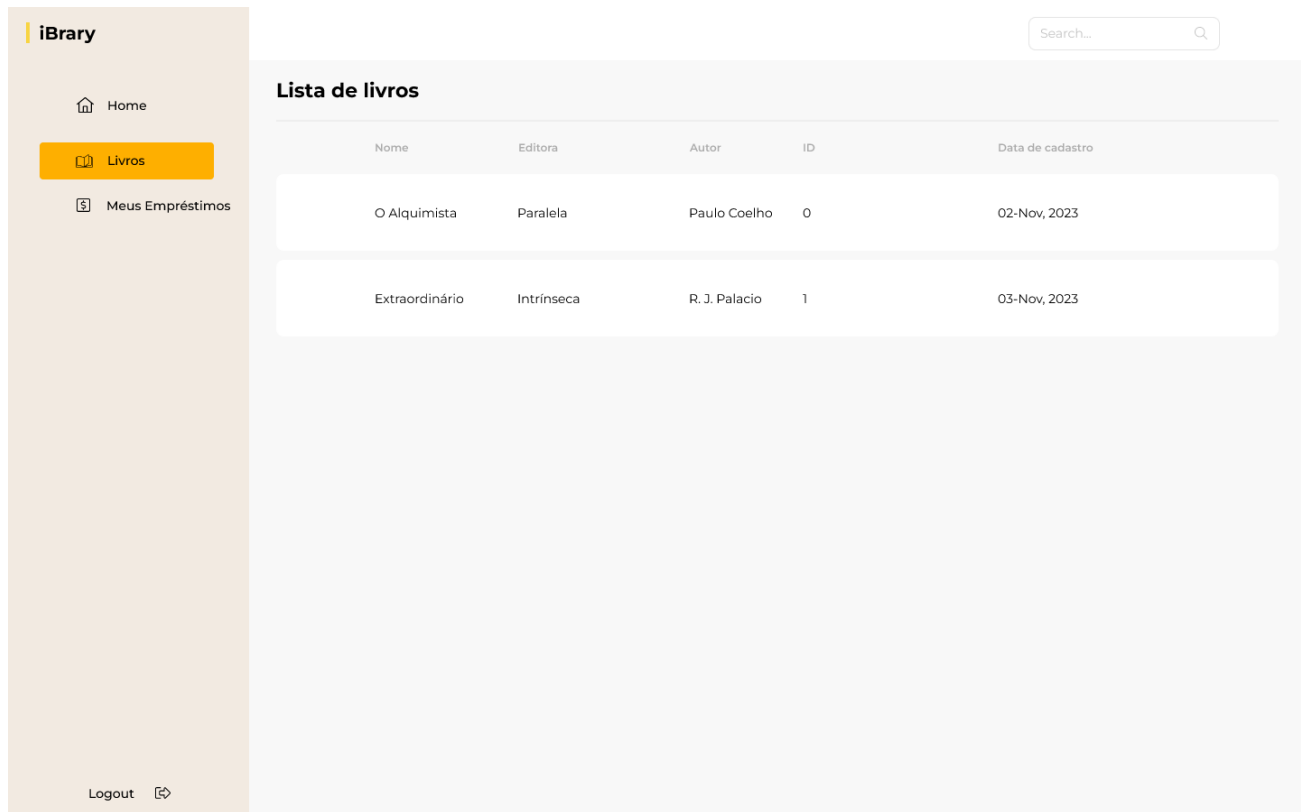 iBrary
Search...
Home
Livros
Meus Empréstimos
Logout
Lista de livros
Nome Editora Autor ID Data de cadastro
O Alquimista Paralela Paulo Coelho 0 02-Nov, 2023
Extraordinário Intrínseca R. J. Palacio 1 03-Nov, 2023